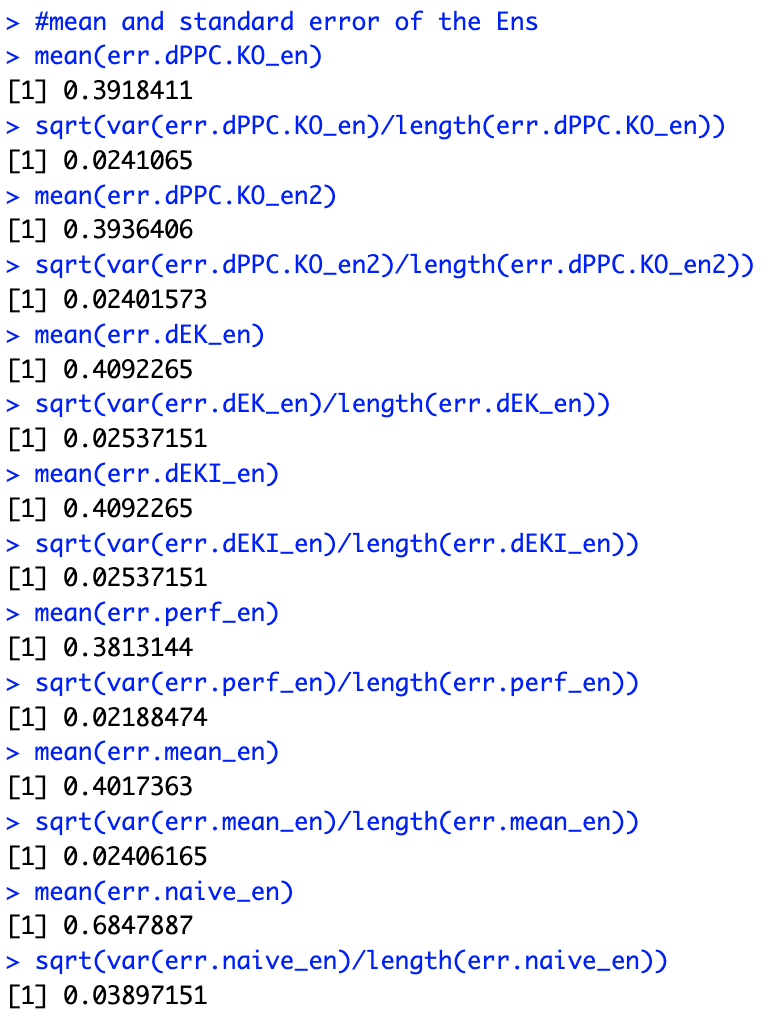 > #mean and standard error of the Ens
> mean(err.dPPC.KO_en)
[1] 0.3918411
> sqrt(var(err.dPPC.KO_en)/length(err.dPPC.KO_en))
[1] 0.0241065
> mean(err.dPPC.KO_en2)
[1] 0.3936406
> sqrt(var(err.dPPC.KO_en2)/length(err.dPPC.KO_en2))
[1] 0.02401573
> mean(err.dEK_en)
[1] 0.4092265
> sqrt(var(err.dEK_en)/length(err.dEK_en))
[1] 0.02537151
> mean(err.dEKI_en)
[1] 0.4092265
> sqrt(var(err.dEKI_en)/length(err.dEKI_en))
[1] 0.02537151
> mean(err.perf_en)
[1] 0.3813144
> sqrt(var(err.perf_en)/length(err.perf_en))
[1] 0.02188474
> mean(err.mean_en)
[1] 0.4017363
> sqrt(var(err.mean_en)/length(err.mean_en))
[1] 0.02406165
> mean(err.naive_en)
[1] 0.6847887
> sqrt(var(err.naive_en)/length(err.naive_en))
[1] 0.03897151